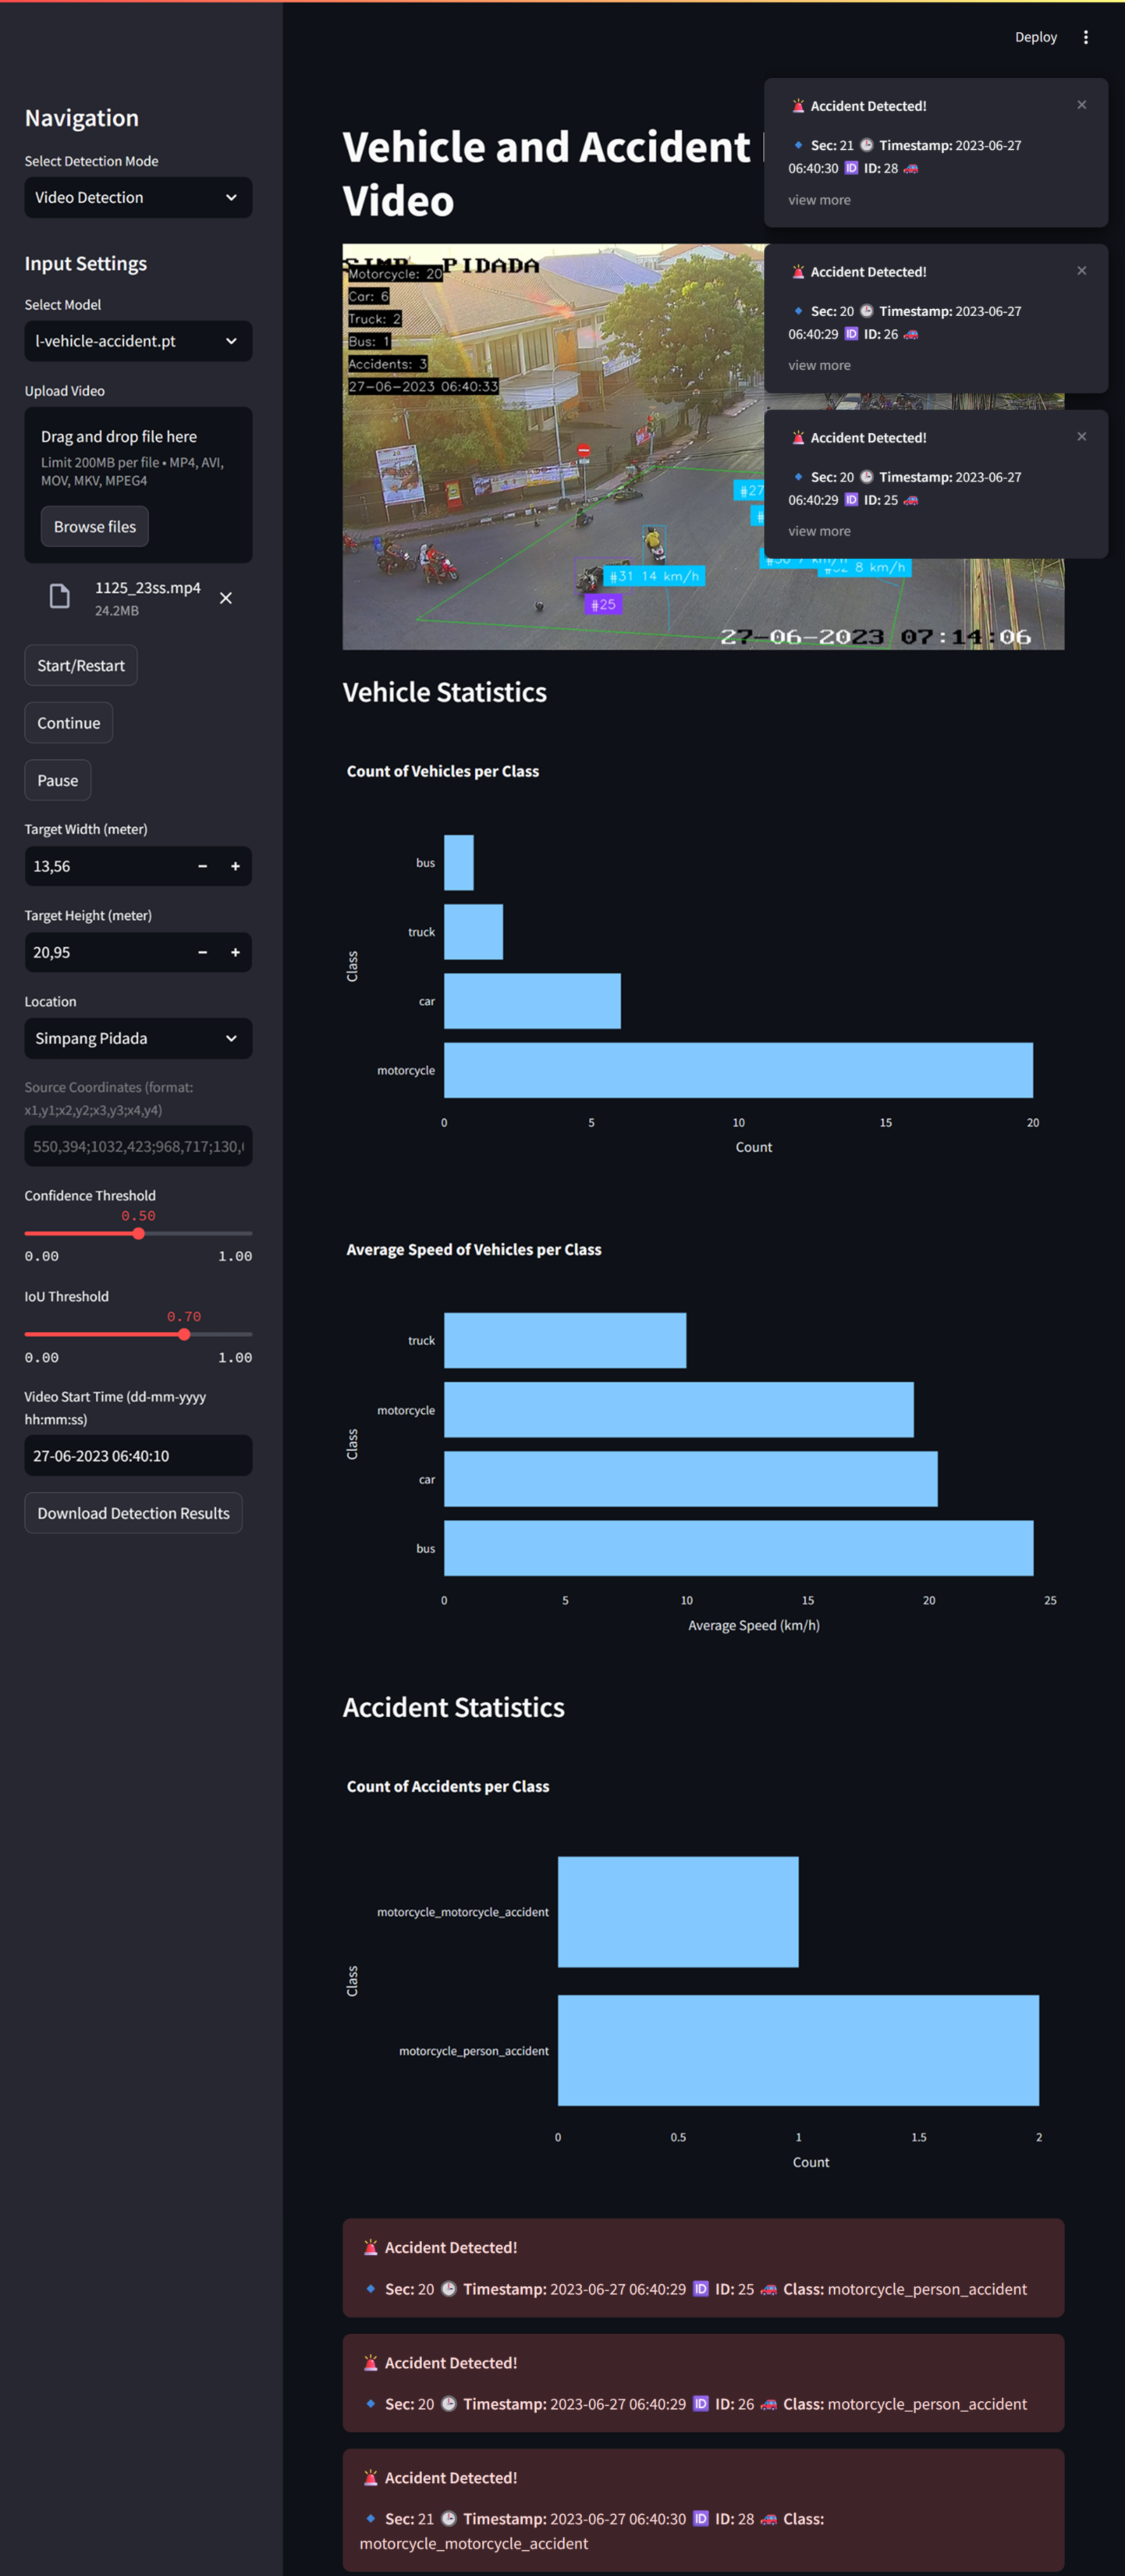 Deploy
Navigation
Select Detection Mode
Video Detection
Input Settings
Select Model
l-vehicle-accident.pt
Upload Video
Drag and drop file here
Limit 200MB per file • MP4, AVI,
MOV, MKV, MPEG4
Browse files
1125_23ss.mp4
24.2MB
Start/Restart
Continue
Pause
Target Width (meter)
13,56
Target Height (meter)
20,95
Location
Simpang Pidada
Source Coordinates (format:
x1,y1;x2,y2;x3,y3;x4,y4)
550,394;1032,423;968,717;130,
Confidence Threshold
0.50
0.00 1.00
IoU Threshold
0.70
0.00 1.00
Video Start Time (dd-mm-yyyy
hh:mm:ss)
27-06-2023 06:40:10
Download Detection Results
Vehicle and Accident
Video
🚨 Accident Detected!
🔹 Sec: 21 🕒 Timestamp: 2023-06-27
06:40:30 🆔 ID: 28 🚗
view more
🚨 Accident Detected!
🔹 Sec: 20 🕒 Timestamp: 2023-06-27
06:40:29 🆔 ID: 26 🚗
view more
🚨 Accident Detected!
🔹 Sec: 20 🕒 Timestamp: 2023-06-27
06:40:29 🆔 ID: 25 🚗
view more
PIDADA
Motorcycle: 20
Car: 6
Truck: 2
Bus: 1
Accidents: 3
27-06-2023 06:40:33
#27
#31 14 km/h
8 km/h
#25
27-06-2023 07:14:06
Vehicle Statistics
Count of Vehicles per Class
Class
bus
truck
car
motorcycle
0 5 10 15 20
Count
Average Speed of Vehicles per Class
Class
truck
motorcycle
car
bus
0 5 10 15 20 25
Average Speed (km/h)
Accident Statistics
Count of Accidents per Class
Class
motorcycle_motorcycle_accident
motorcycle_person_accident
0 0.5 1 1.5 2
Count
🚨 Accident Detected!
🔹 Sec: 20 🕒 Timestamp: 2023-06-27 06:40:29 🆔 ID: 25 🚗 Class: motorcycle_person_accident
🚨 Accident Detected!
🔹 Sec: 20 🕒 Timestamp: 2023-06-27 06:40:29 🆔 ID: 26 🚗 Class: motorcycle_person_accident
🚨 Accident Detected!
🔹 Sec: 21 🕒 Timestamp: 2023-06-27 06:40:30 🆔 ID: 28 🚗 Class:
motorcycle_motorcycle_accident